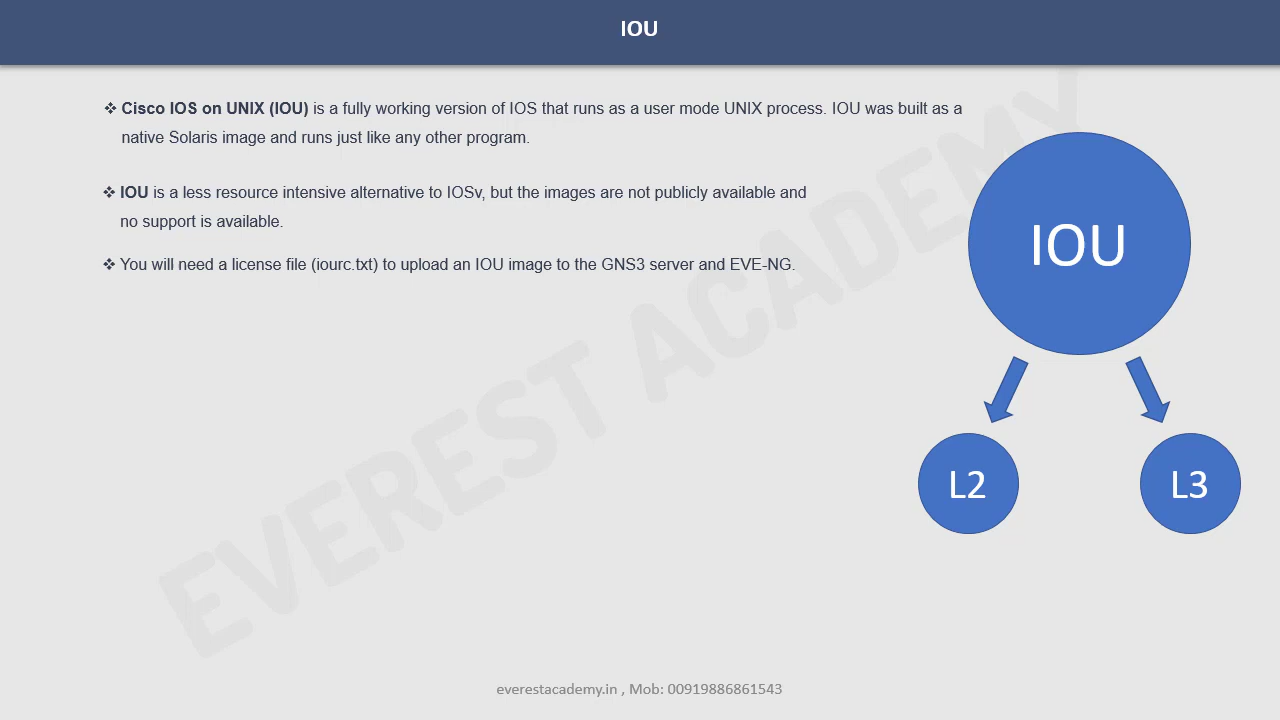 IOU
❖ Cisco IOS on UNIX (IOU) is a fully working version of IOS that runs as a user mode UNIX process. IOU was built as a
native Solaris image and runs just like any other program.
❖ IOU is a less resource intensive alternative to IOSv, but the images are not publicly available and
no support is available.
❖ You will need a license file (iourc.txt) to upload an IOU image to the GNS3 server and EVE-NG.
IOU
L2
L3
EVEREST ACADEMY
everestacademy.in , Mob: 00919886861543